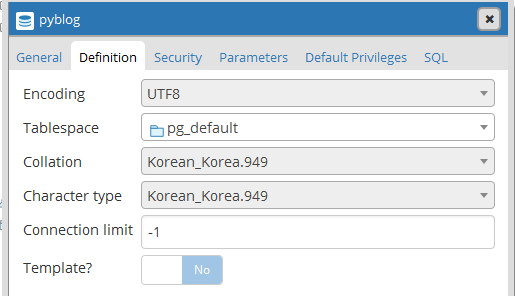 pyblog
General Definition Security Parameters Default Privileges SQL
Encoding UTF8
Tablespace pg_default
Collation Korean_Korea.949
Character type Korean_Korea.949
Connection limit -1
Template? No